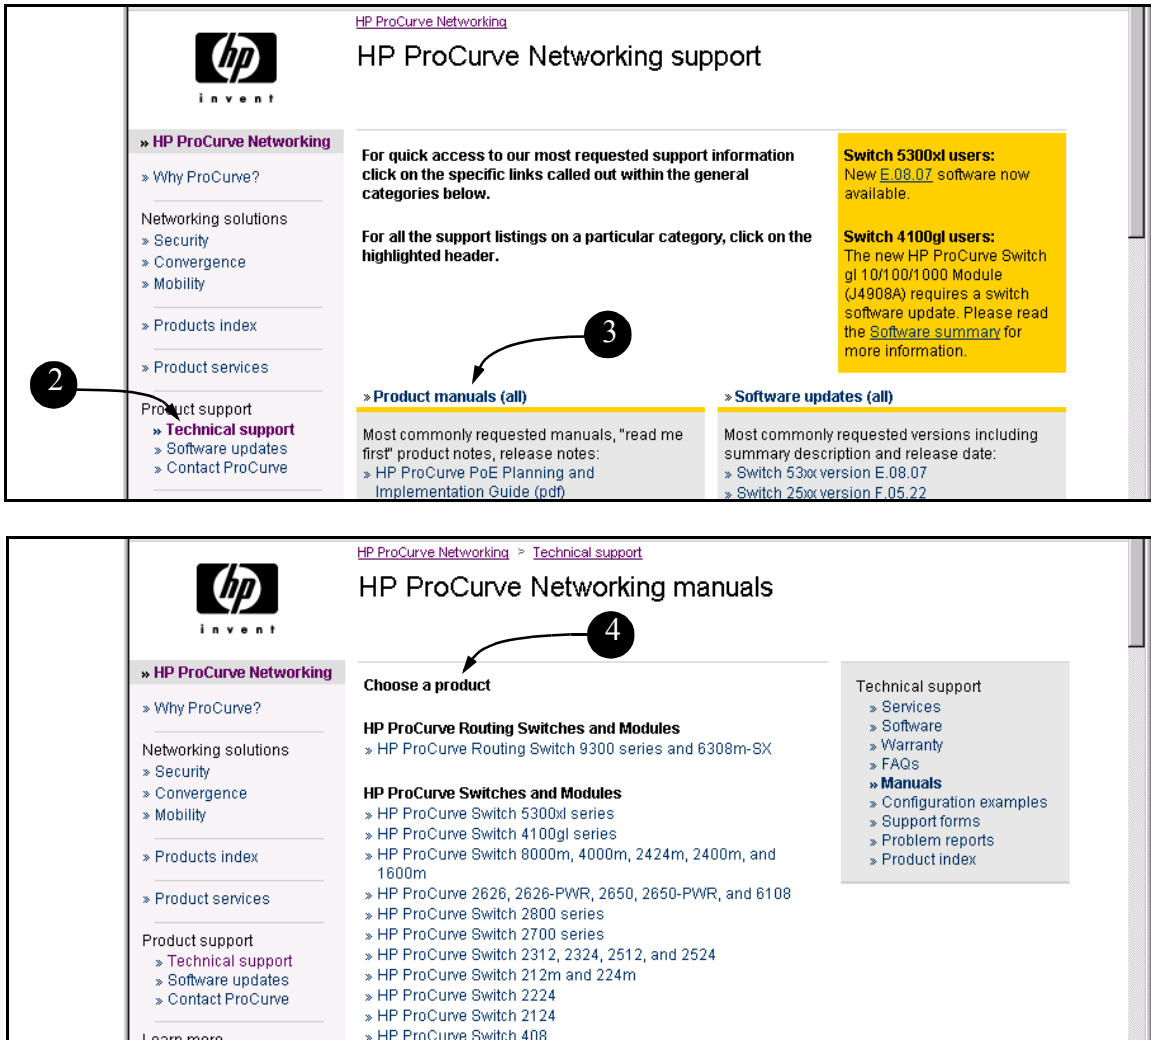 HP ProCurve Networking
HP ProCurve Networking support
hp
invent
» HP ProCurve Networking
» Why ProCurve?
Networking solutions
» Security
» Convergence
» Mobility
» Products index
» Product services
2
Product support
» Technical support
» Software updates
» Contact ProCurve
For quick access to our most requested support information
click on the specific links called out within the general
categories below.
For all the support listings on a particular category, click on the
highlighted header.
3
Switch 5300xl users:
New E.08.07 software now
available.
Switch 4100gl users:
The new HP ProCurve Switch
gl 10/100/1000 Module
(J4908A) requires a switch
software update. Please read
the Software summary for
more information.
» Product manuals (all)
Most commonly requested manuals, "read me
first" product notes, release notes:
» HP ProCurve PoE Planning and
Implementation Guide (pdf)
» Software updates (all)
Most commonly requested versions including
summary description and release date:
» Switch 53xx version E.08.07
» Switch 25xx version F.05.22
HP ProCurve Networking > Technical support
HP ProCurve Networking manuals
hp
invent
4
» HP ProCurve Networking
» Why ProCurve?
Networking solutions
» Security
» Convergence
» Mobility
» Products index
» Product services
Product support
» Technical support
» Software updates
» Contact ProCurve
Learn more
Choose a product
HP ProCurve Routing Switches and Modules
» HP ProCurve Routing Switch 9300 series and 6308m-SX
HP ProCurve Switches and Modules
» HP ProCurve Switch 5300xl series
» HP ProCurve Switch 4100gl series
» HP ProCurve Switch 8000m, 4000m, 2424m, 2400m, and
1600m
» HP ProCurve 2626, 2626-PWR, 2650, 2650-PWR, and 6108
» HP ProCurve Switch 2800 series
» HP ProCurve Switch 2700 series
» HP ProCurve Switch 2312, 2324, 2512, and 2524
» HP ProCurve Switch 212m and 224m
» HP ProCurve Switch 2224
» HP ProCurve Switch 2124
» HP ProCurve Switch 408
Technical support
» Services
» Software
» Warranty
» FAQs
» Manuals
» Configuration examples
» Support forms
» Problem reports
» Product index